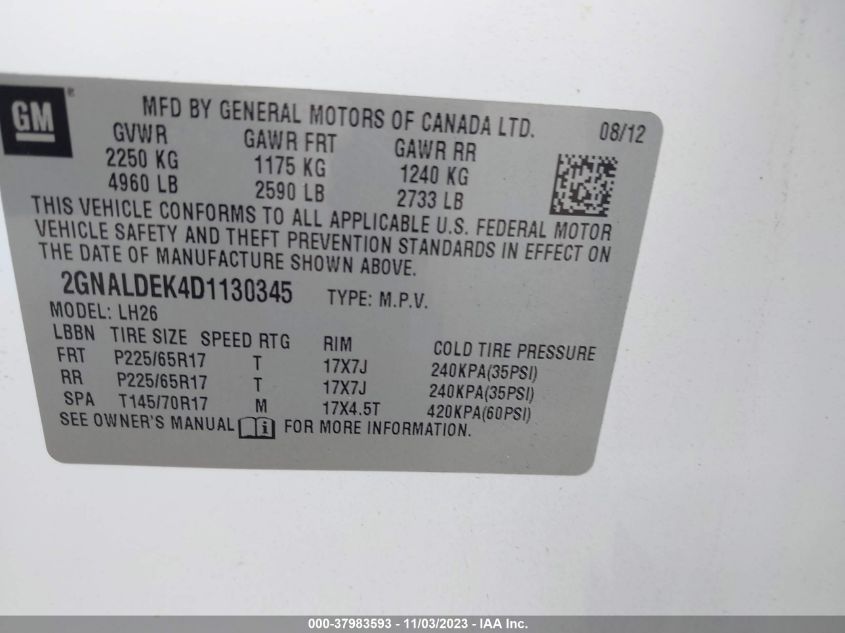 GM ®
MFD BY GENERAL MOTORS OF CANADA LTD. 08/12
GVWR GAWR FRT GAWR RR
2250 KG 1175 KG 1240 KG
4960 LB 2590 LB 2733 LB
THIS VEHICLE CONFORMS TO ALL APPLICABLE U.S. FEDERAL MOTOR
VEHICLE SAFETY AND THEFT PREVENTION STANDARDS IN EFFECT ON
THE DATE OF MANUFACTURE SHOWN ABOVE.
2GNALDEK4D1130345 TYPE: M.P.V.
MODEL: LH26
LBBN TIRE SIZE SPEED RTG RIM COLD TIRE PRESSURE
FRT P225/65R17 T 17X7J 240KPA(35PSI)
RR P225/65R17 T 17X7J 240KPA(35PSI)
SPA T145/70R17 M 17X4.5T 420KPA(60PSI)
SEE OWNER'S MANUAL FOR MORE INFORMATION.
000-37983593 - 11/03/2023 - IAA Inc.